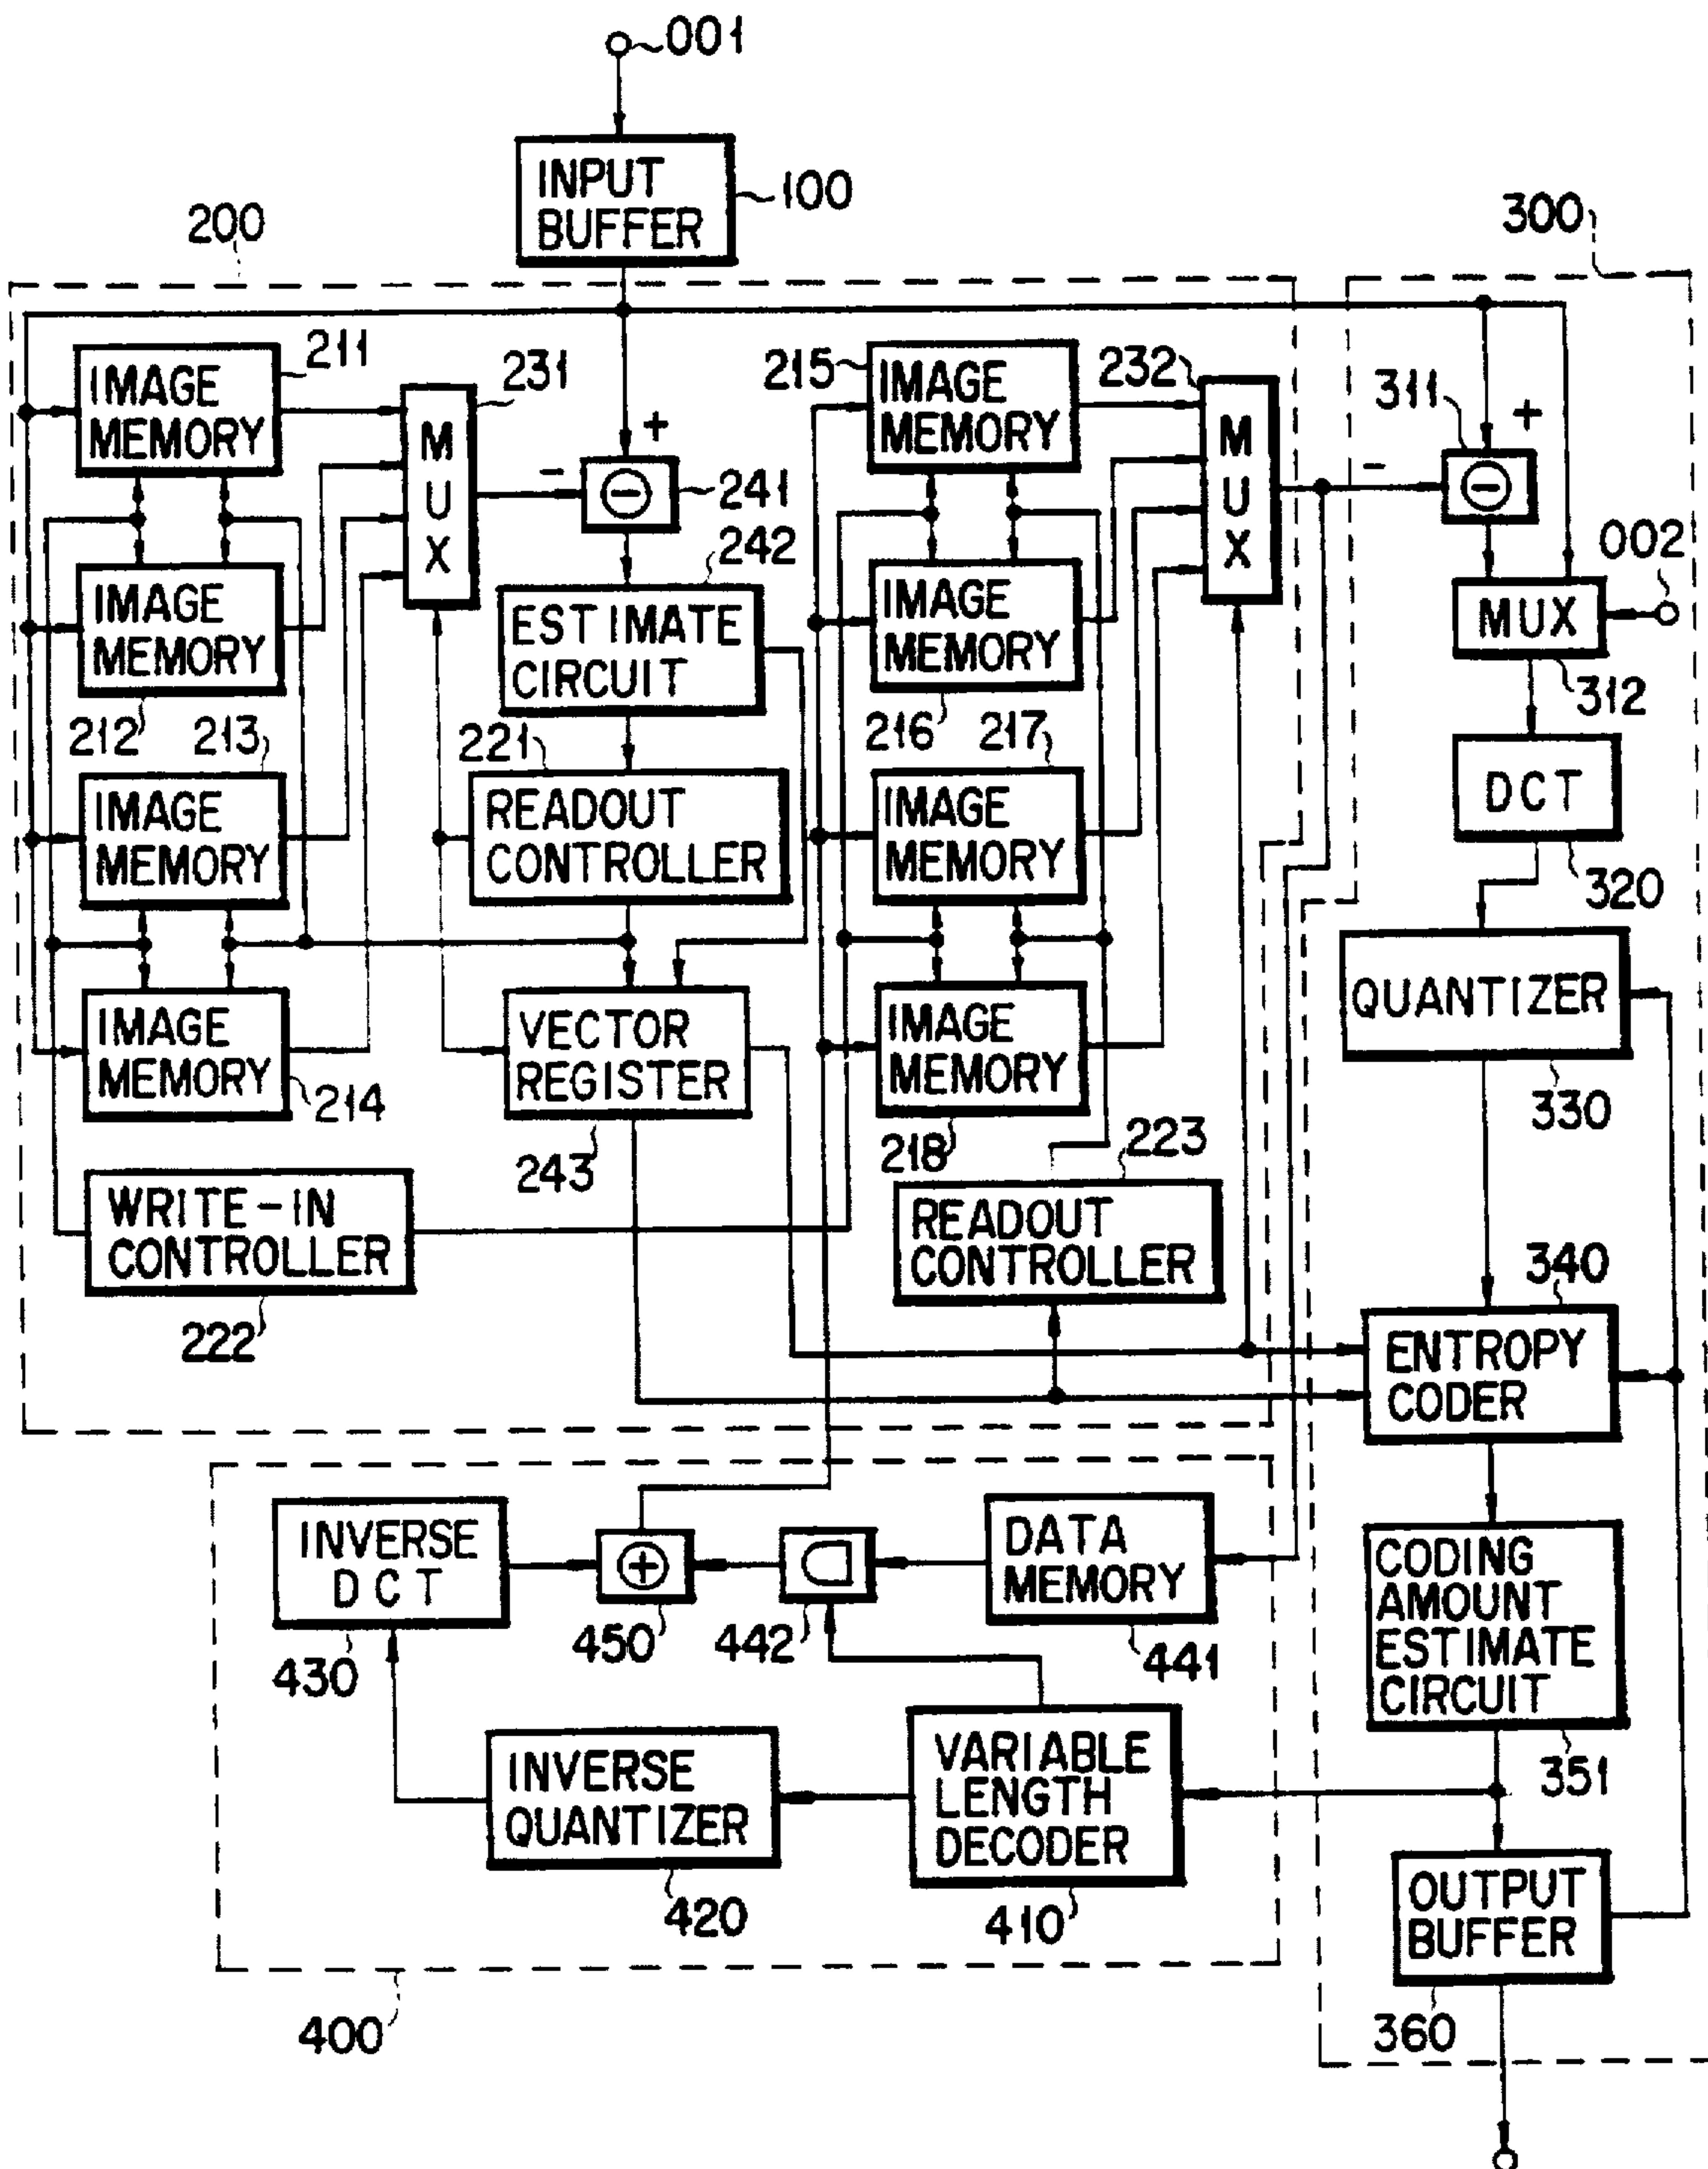 001
INPUT
BUFFER
100
200
300
IMAGE
MEMORY
211
231
M
U
X
+
-
241
242
215
IMAGE
MEMORY
232
M
U
X
311
+
-
002
MUX
312
IMAGE
MEMORY
212
213
ESTIMATE
CIRCUIT
221
IMAGE
MEMORY
216
217
DCT
320
IMAGE
MEMORY
READOUT
CONTROLLER
IMAGE
MEMORY
QUANTIZER
330
IMAGE
MEMORY
214
VECTOR
REGISTER
243
IMAGE
MEMORY
218
223
WRITE-IN
CONTROLLER
222
READOUT
CONTROLLER
340
ENTROPY
CODER
INVERSE
DCT
430
+
450
442
DATA
MEMORY
441
CODING
AMOUNT
ESTIMATE
CIRCUIT
351
INVERSE
QUANTIZER
420
VARIABLE
LENGTH
DECODER
410
OUTPUT
BUFFER
360
400